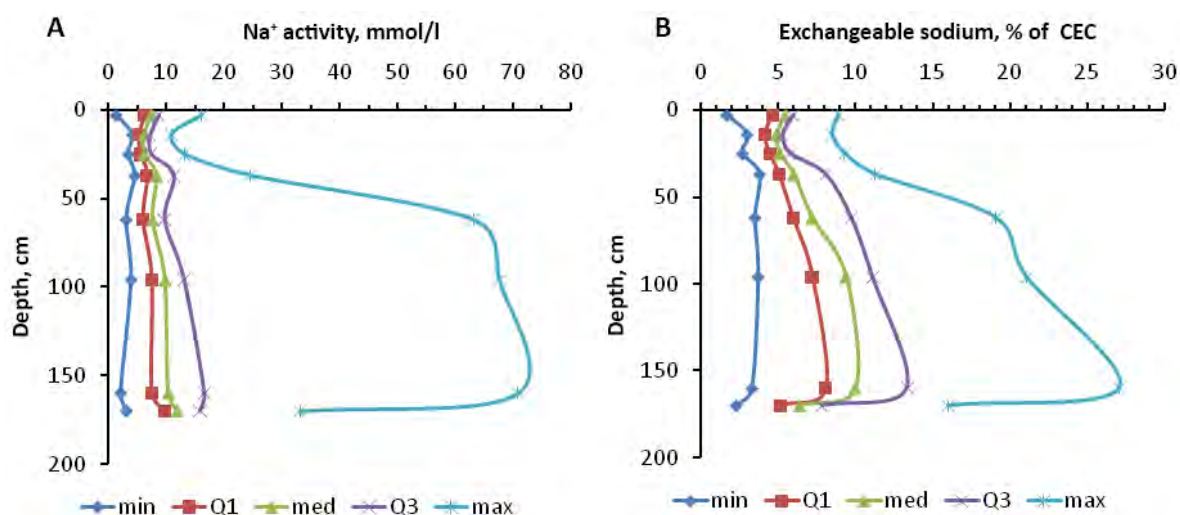 A
Na⁺ activity, mmol/l
0 10 20 30 40 50 60 70 80
0
50
100
150
200
Depth, cm
min Q1 med Q3 max
B
Exchangeable sodium, % of CEC
0 5 10 15 20 25 30
0
50
100
150
200
Depth, cm
min Q1 med Q3 max